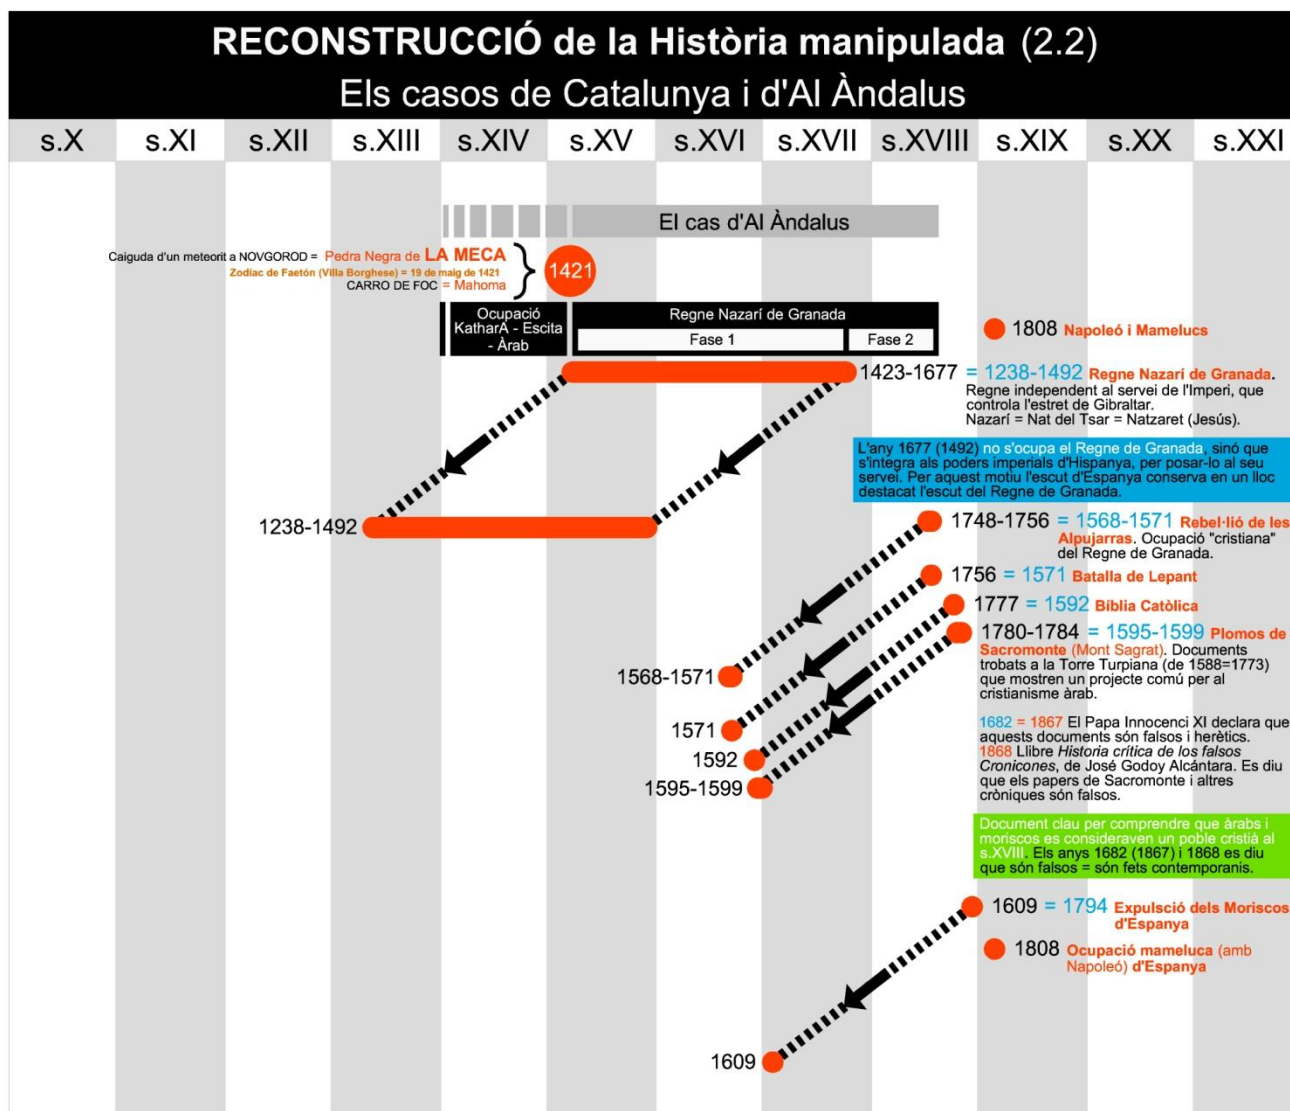 RECONSTRUCCIÓ de la Història manipulada (2.2)
Els casos de Catalunya i d'Al Àndalus
s.X s.XI s.XII s.XIII s.XIV s.XV s.XVI s.XVII s.XVIII s.XIX s.XX s.XXI
El cas d'Al Àndalus
Caiguda d'un meteorit a NOVGOROD = Pedra Negra de LA MECA
Zodíac de Faetón (Villa Borghese) = 19 de maig de 1421
CARRO DE FOC = Mahoma
1421
Ocupació
KatharA - Escita
- Àrab
Regne Nazarí de Granada
Fase 1
Fase 2
1808 Napoleó i Mamelucs
1423-1677 = 1238-1492 Regne Nazarí de Granada.
Regne independent al servei de l'Imperi, que
controla l'estret de Gibraltar.
Nazarí = Nat del Tsar = Natzaret (Jesús).
L'any 1677 (1492) no s'ocupa el Regne de Granada, sinó que
s'integra als poders imperials d'Hispanya, per posar-lo al seu
servei. Per aquest motiu l'escut d'Espanya conserva en un lloc
destacat l'escut del Regne de Granada.
1238-1492
1748-1756 = 1568-1571 Rebel·lió de les
Alpujarras. Ocupació "cristiana"
del Regne de Granada.
1756 = 1571 Batalla de Lepant
1777 = 1592 Bíblia Catòlica
1780-1784 = 1595-1599 Plomos de
Sacromonte (Mont Sagrat). Documents
trobats a la Torre Turpiana (de 1588=1773)
que mostren un projecte comú per al
cristianisme àrab.
1568-1571
1571
1592
1595-1599
1682 = 1867 El Papa Innocenci XI declara que
aquests documents són falsos i herètics.
1868 Llibre Historia crítica de los falsos
Cronicones, de José Godoy Alcántara. Es diu
que els papers de Sacromonte i altres
cròniques són falsos.
Document clau per comprendre que àrabs i
moriscos es consideraven un poble cristià al
s.XVIII. Els anys 1682 (1867) i 1868 es diu
que són falsos = són fets contemporanis.
1609 = 1794 Expulsció dels Moriscos
d'Espanya
1808 Ocupació mameluca (amb
Napoleó) d'Espanya
1609